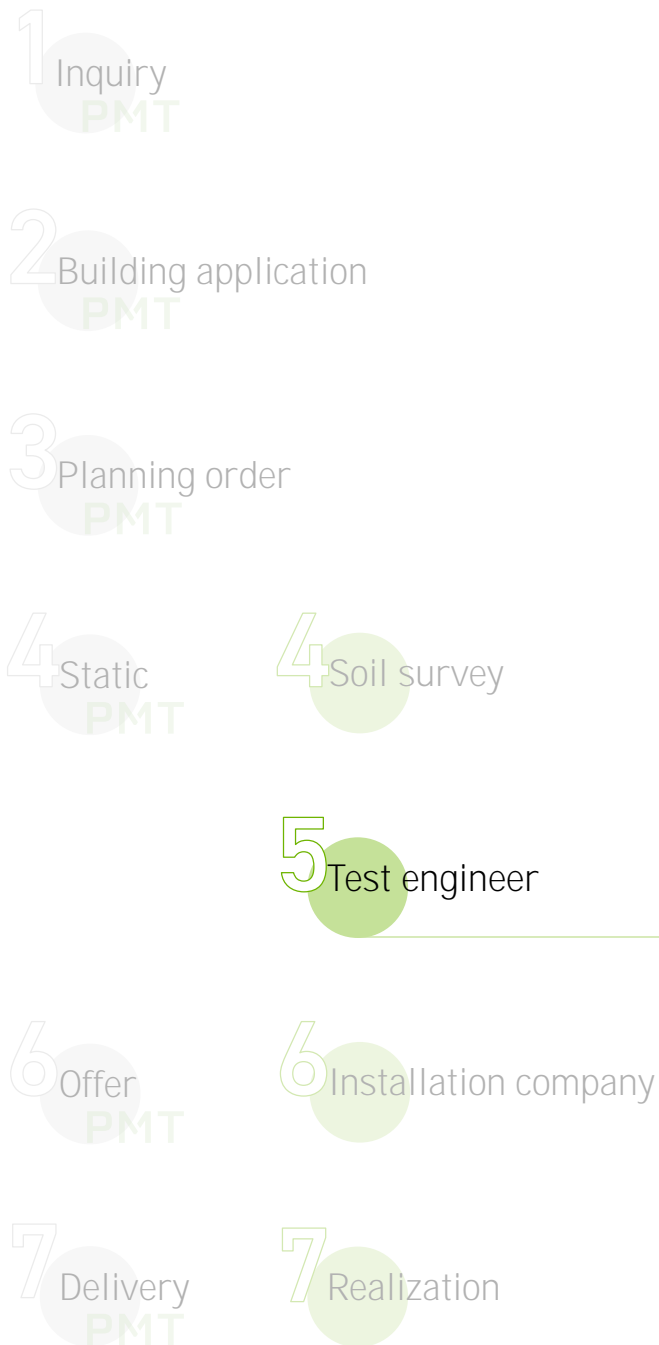 1 Inquiry
PMT
2 Building application
PMT
3 Planning order
PMT
4 Static
PMT
4 Soil survey
5 Test engineer
6 Offer
PMT
6 Installation company
7 Delivery
PMT
7 Realization